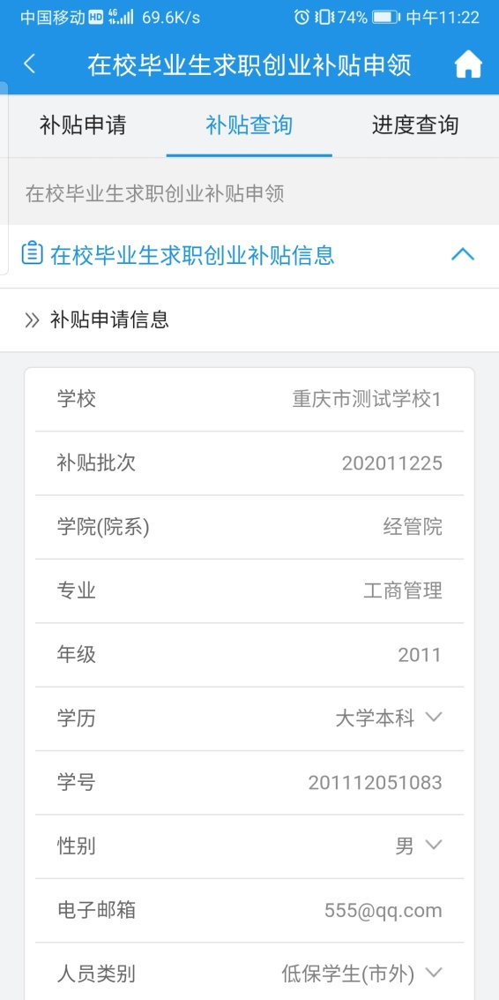 中国移动 HD 4G 69.6K/s 74% 中午11:22
在校毕业生求职创业补贴申领
补贴申请 补贴查询 进度查询
在校毕业生求职创业补贴申领
在校毕业生求职创业补贴信息
补贴申请信息
学校 重庆市测试学校1
补贴批次 202011225
学院(院系) 经管院
专业 工商管理
年级 2011
学历 大学本科
学号 201112051083
性别 男
电子邮箱 555@qq.com
人员类别 低保学生(市外)